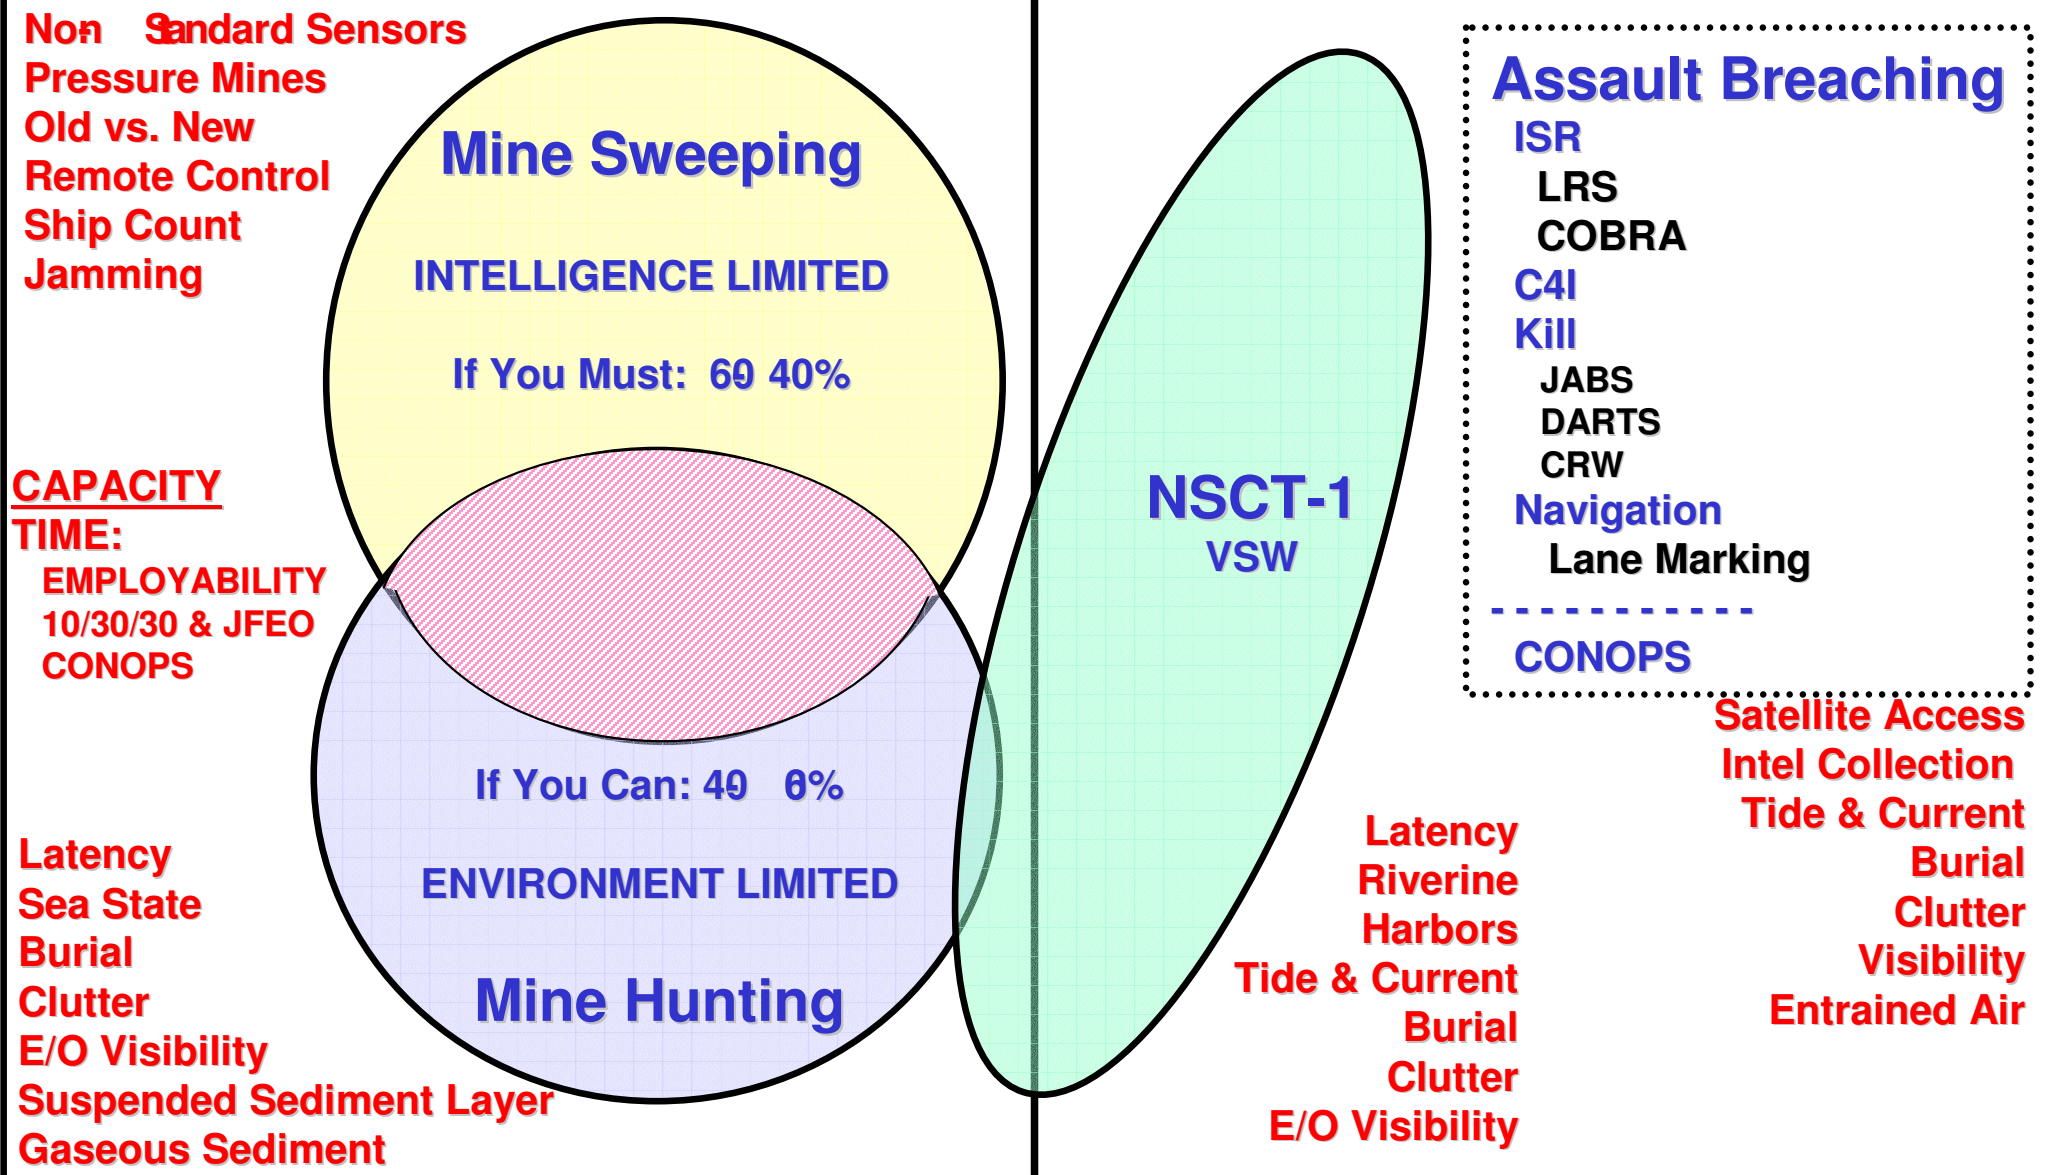 Non-Standard Sensors
Pressure Mines
Old vs. New
Remote Control
Ship Count
Jamming
Mine Sweeping
INTELLIGENCE LIMITED
If You Must: 60-40%
CAPACITY
TIME:
EMPLOYABILITY
10/30/30 & JFEO
CONOPS
If You Can:
ENVIRONMENT LIMITED
Mine Hunting
Latency
Sea State
Burial
Clutter
E/O Visibility
Suspended Sediment Layer
Gaseous Sediment
NSCT-1
VSW
Assault Breaching
ISR
LRS
COBRA
C4I
Kill
JABS
DARTS
CRW
Navigation
Lane Marking
- - - - - - - - - - -
CONOPS
Latency
Riverine
Harbors
Tide & Current
Burial
Clutter
E/O Visibility
Satellite Access
Intel Collection
Tide & Current
Burial
Clutter
Visibility
Entrained Air